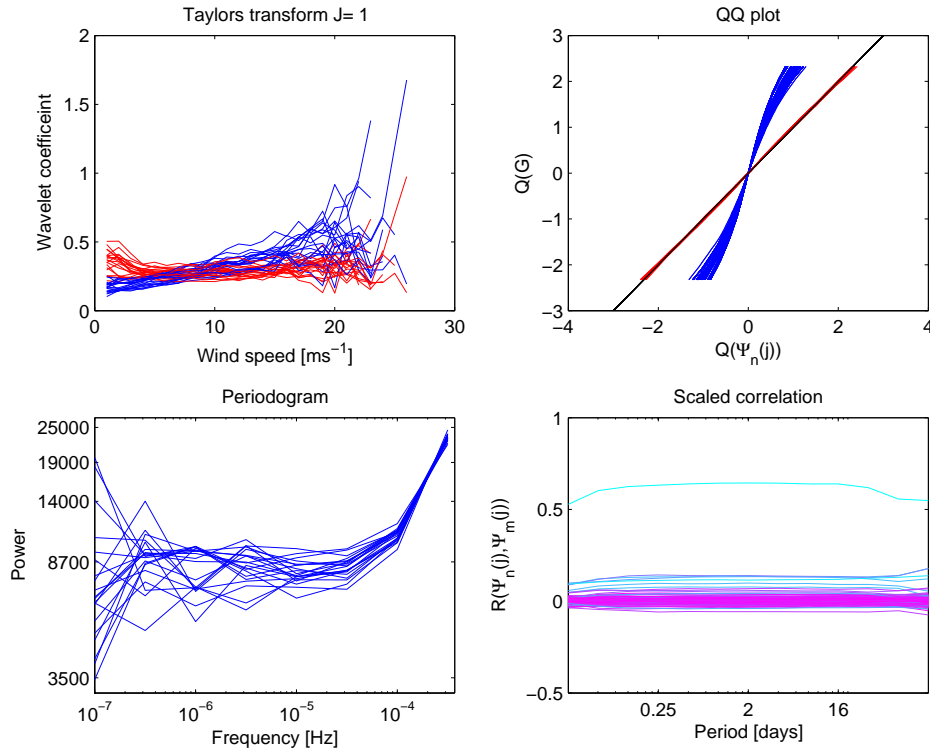 Taylors transform J= 1
2
1.5
1
0.5
0
0 10 20 30
Wavelet coefficeint
Wind speed [ms⁻¹]
QQ plot
3
2
1
0
−1
−2
−3
−4 −2 0 2 4
Q(G)
Q(Ψn(j))
Periodogram
25000
19000
14000
8700
3500
10⁻⁷ 10⁻⁶ 10⁻⁵ 10⁻⁴
Power
Frequency [Hz]
Scaled correlation
1
0.5
0
−0.5
0.25 2 16
R(Ψn(j)),Ψm(j))
Period [days]